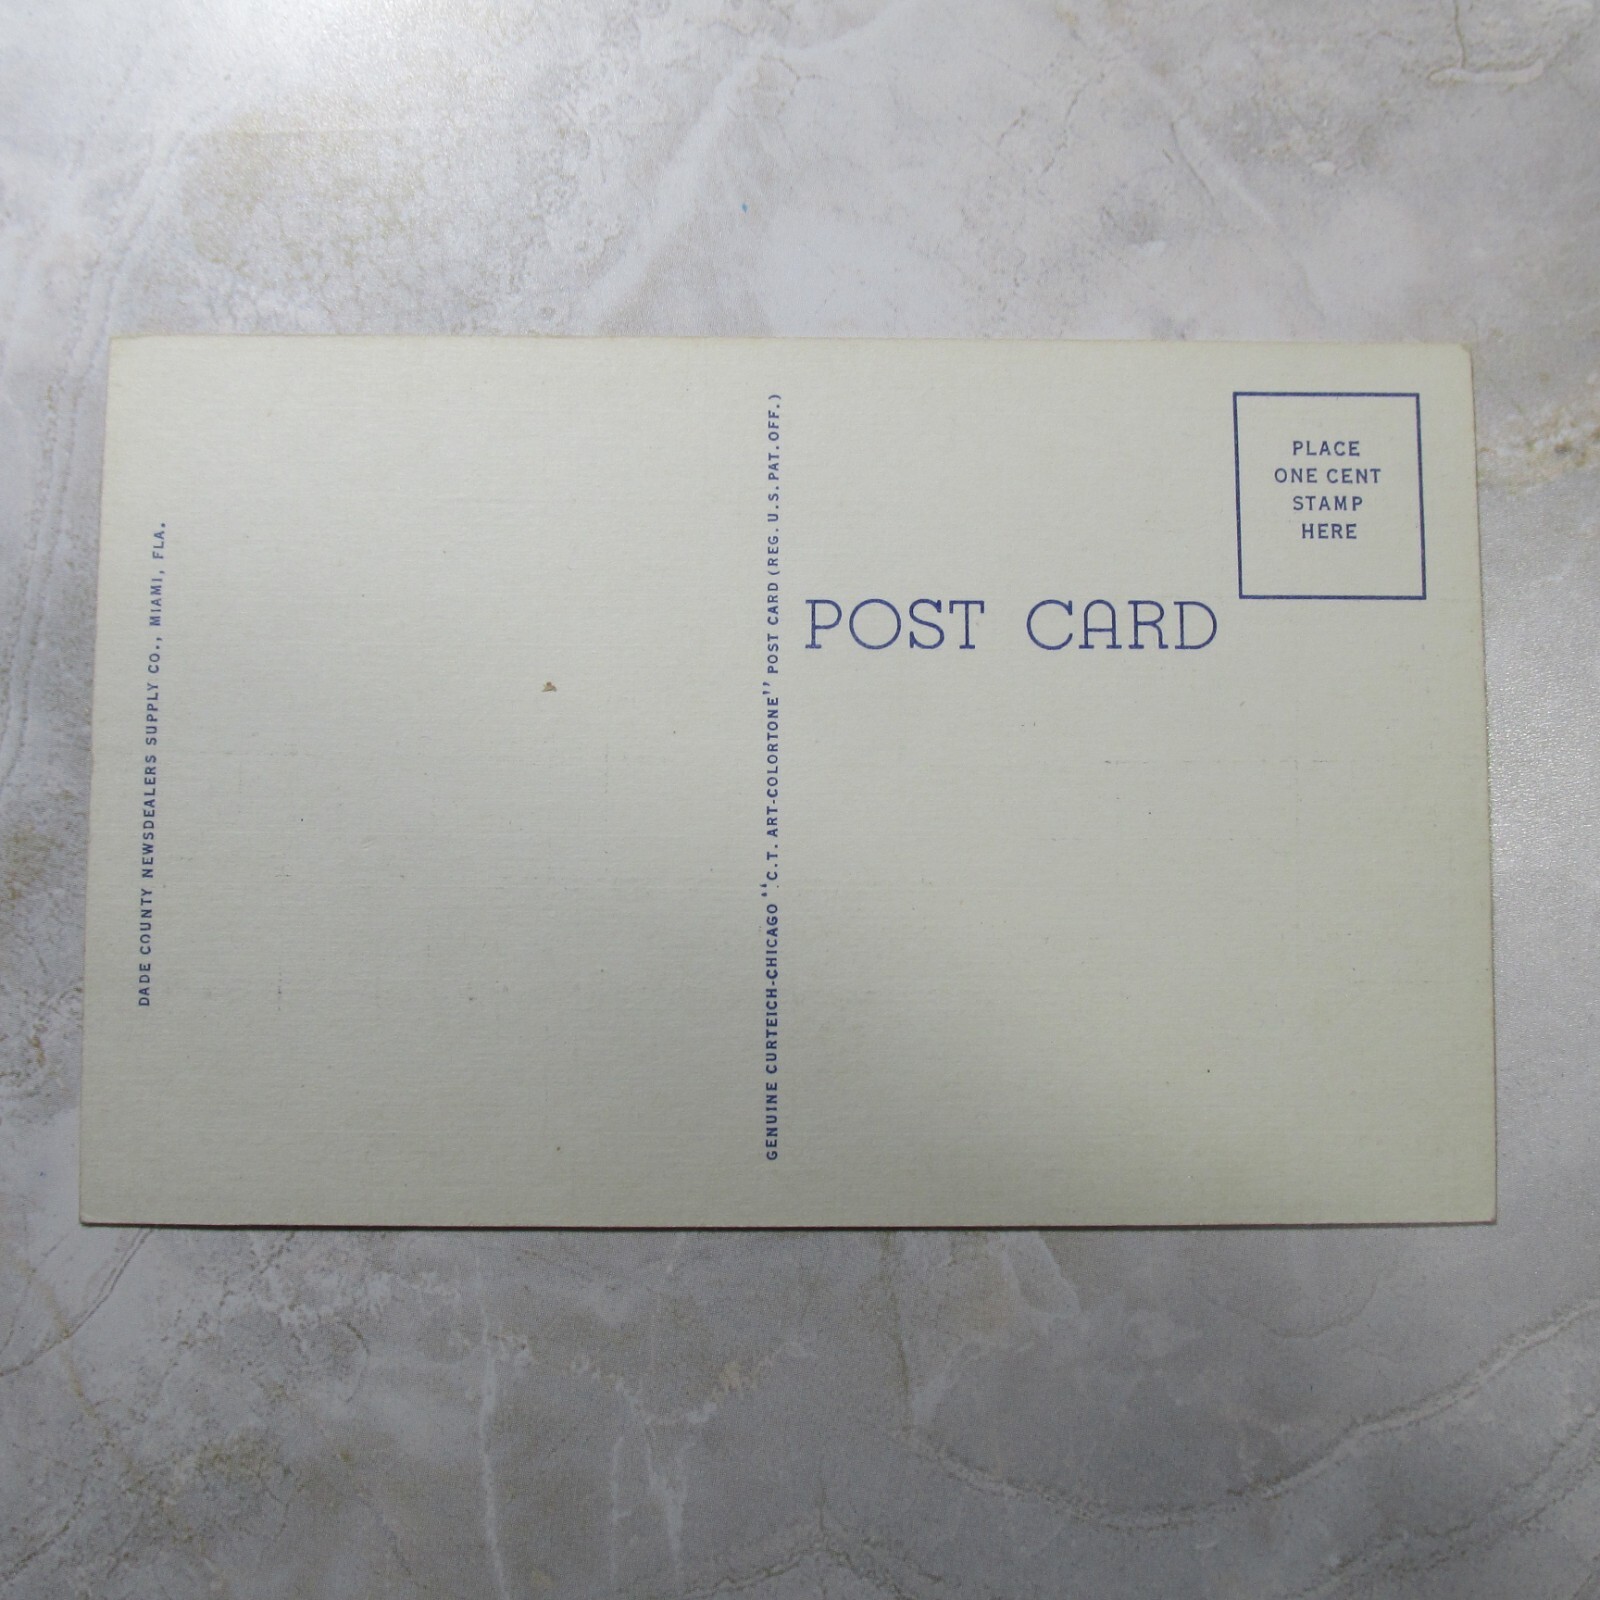 DADE COUNTY NEWSDEALERS SUPPLY CO., MIAMI, FLA.
GENUINE CURTEICH-CHICAGO "C.T. ART-COLORTONE" POST CARD (REG. U.S. PAT. OFF.)
POST CARD
PLACE
ONE CENT
STAMP
HERE